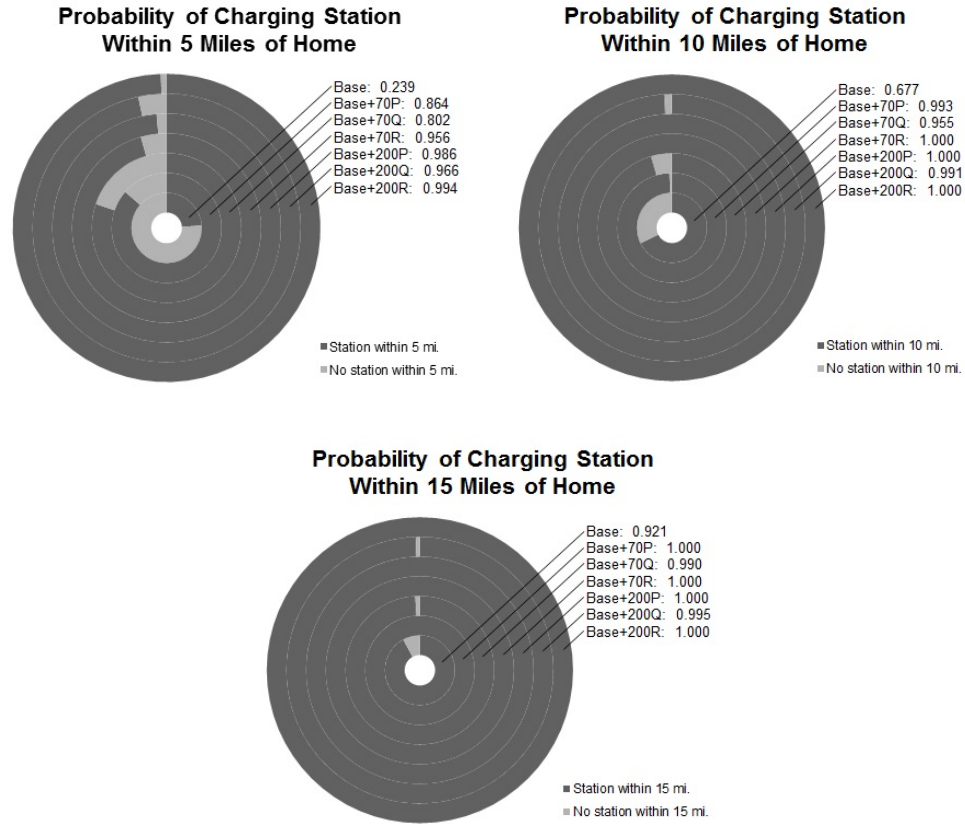 Probability of Charging Station
Within 5 Miles of Home
Base: 0.239
Base+70P: 0.864
Base+70Q: 0.802
Base+70R: 0.956
Base+200P: 0.986
Base+200Q: 0.966
Base+200R: 0.994
Station within 5 mi.
No station within 5 mi.
Probability of Charging Station
Within 10 Miles of Home
Base: 0.677
Base+70P: 0.993
Base+70Q: 0.955
Base+70R: 1.000
Base+200P: 1.000
Base+200Q: 0.991
Base+200R: 1.000
Station within 10 mi.
No station within 10 mi.
Probability of Charging Station
Within 15 Miles of Home
Base: 0.921
Base+70P: 1.000
Base+70Q: 0.990
Base+70R: 1.000
Base+200P: 1.000
Base+200Q: 0.995
Base+200R: 1.000
Station within 15 mi.
No station within 15 mi.